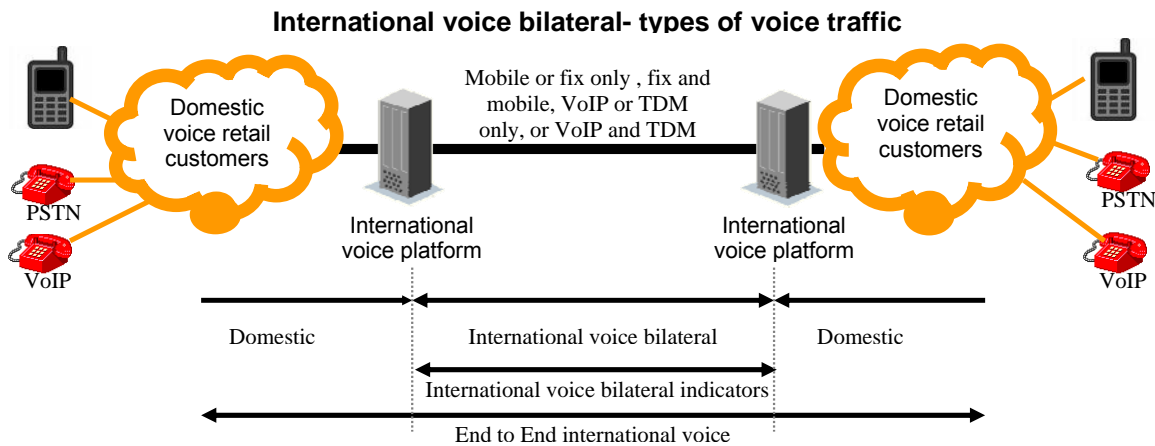 International voice bilateral- types of voice traffic
Domestic
voice retail
customers
Mobile or fix only , fix and
mobile, VoIP or TDM
only, or VoIP and TDM
Domestic
voice retail
customers
PSTN
VoIP
International
voice platform
International
voice platform
PSTN
VoIP
Domestic
International voice bilateral
Domestic
International voice bilateral indicators
End to End international voice